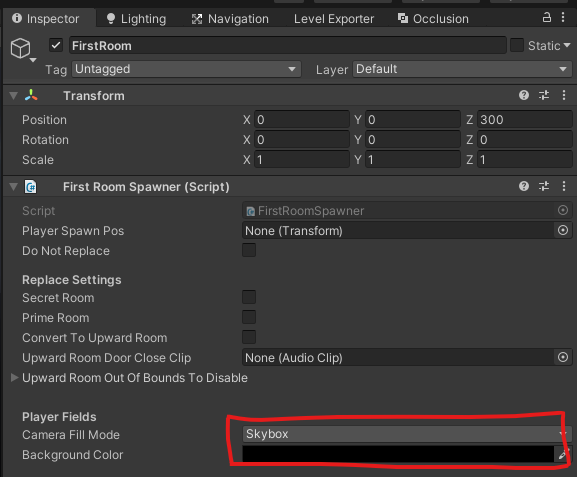 Inspector Lighting Navigation Level Exporter Occlusion
FirstRoom Static
Tag Untagged Layer Default
Transform
Position X 0 Y 0 Z 300
Rotation X 0 Y 0 Z 0
Scale X 1 Y 1 Z 1
First Room Spawner (Script)
Script FirstRoomSpawner
Player Spawn Pos None (Transform)
Do Not Replace
Replace Settings
Secret Room
Prime Room
Convert To Upward Room
Upward Room Door Close Clip None (Audio Clip)
Upward Room Out Of Bounds To Disable
Player Fields
Camera Fill Mode Skybox
Background Color